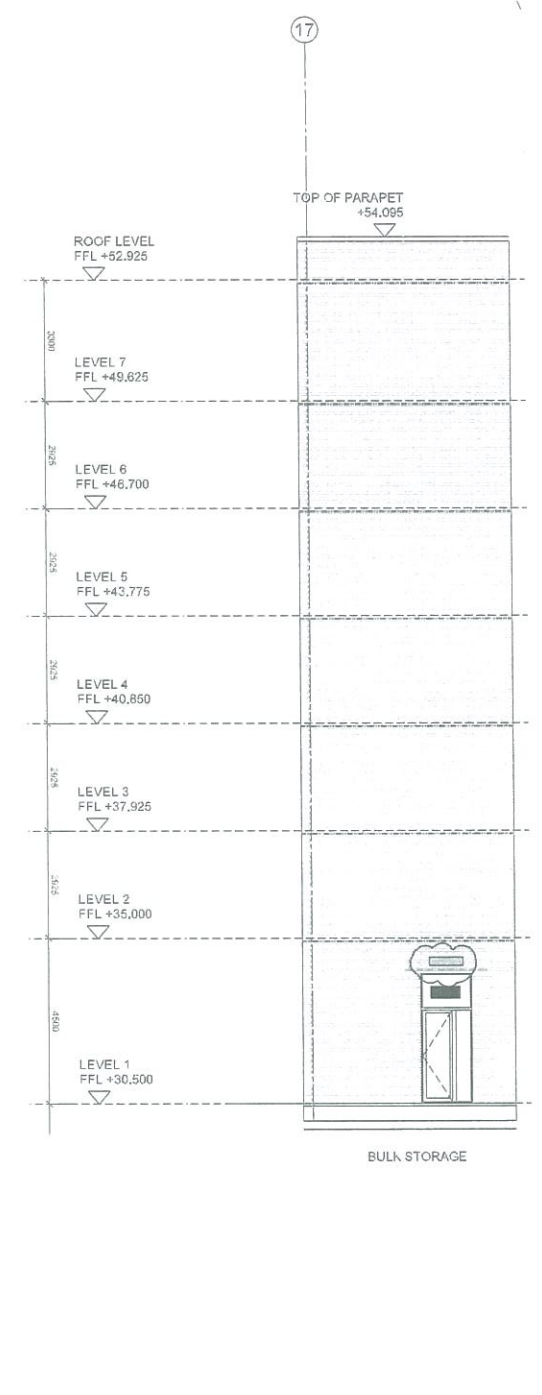 17
TOP OF PARAPET
+54.095
ROOF LEVEL
FFL +52.925
3300
LEVEL 7
FFL +49.625
2925
LEVEL 6
FFL +46.700
2925
LEVEL 5
FFL +43.775
2925
LEVEL 4
FFL +40.850
2925
LEVEL 3
FFL +37.925
2925
LEVEL 2
FFL +35.000
4500
LEVEL 1
FFL +30.500
BULK STORAGE